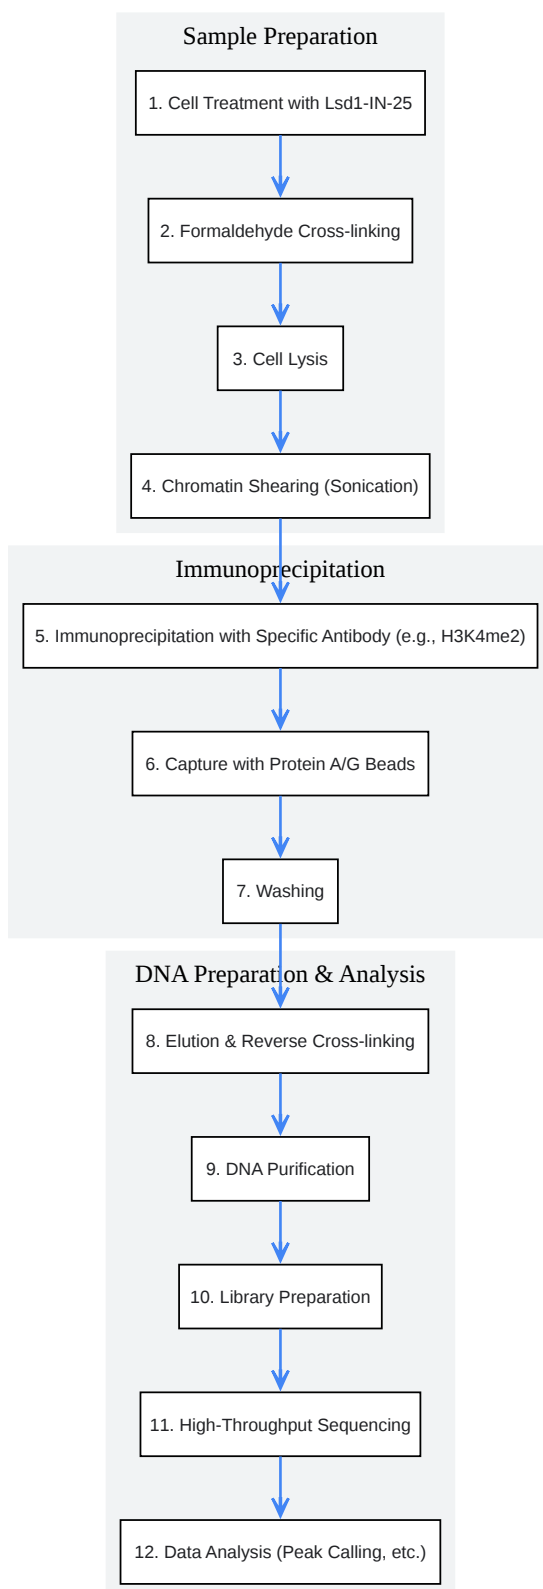 Sample Preparation
1. Cell Treatment with Lsd1-IN-25
2. Formaldehyde Cross-linking
3. Cell Lysis
4. Chromatin Shearing (Sonication)
Immunoprecipitation
5. Immunoprecipitation with Specific Antibody (e.g., H3K4me2)
6. Capture with Protein A/G Beads
7. Washing
DNA Preparation & Analysis
8. Elution & Reverse Cross-linking
9. DNA Purification
10. Library Preparation
11. High-Throughput Sequencing
12. Data Analysis (Peak Calling, etc.)